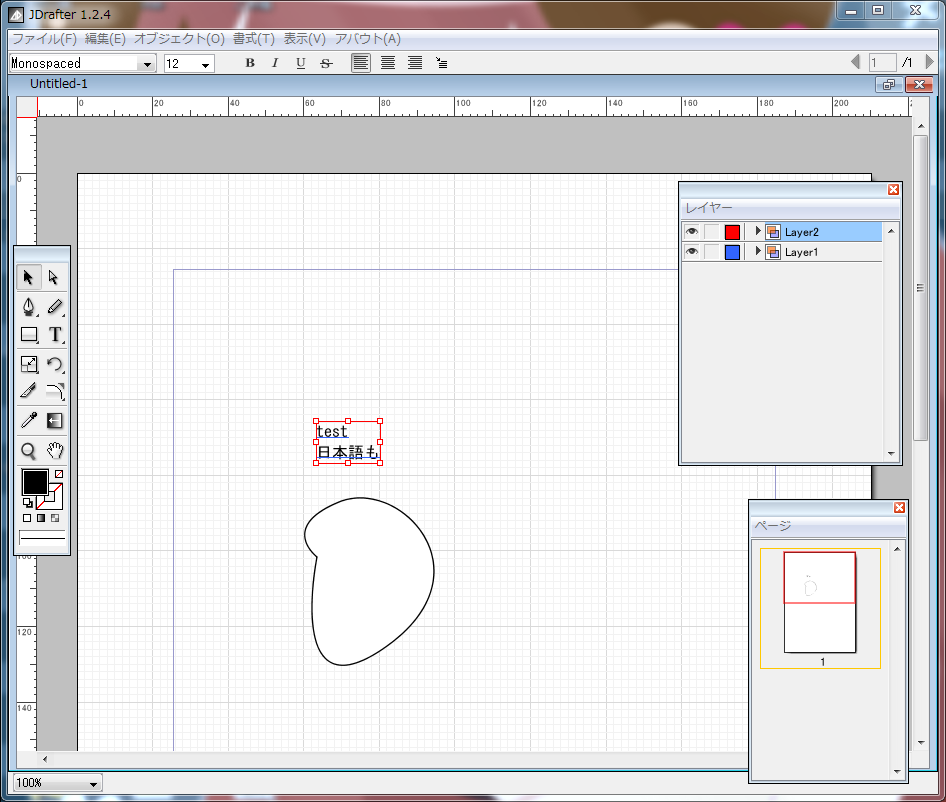 JDrafter 1.2.4
ファイル(F) 編集(E) オブジェクト(O) 書式(T) 表示(V) アバウト(A)
Monospaced 12 B I U S 1 /1
Untitled-1
0 20 40 60 80 100 120 140 160 180 200
0
レイヤー
Layer2
Layer1
T
test
日本語も
ページ
1
100
120
140
100%